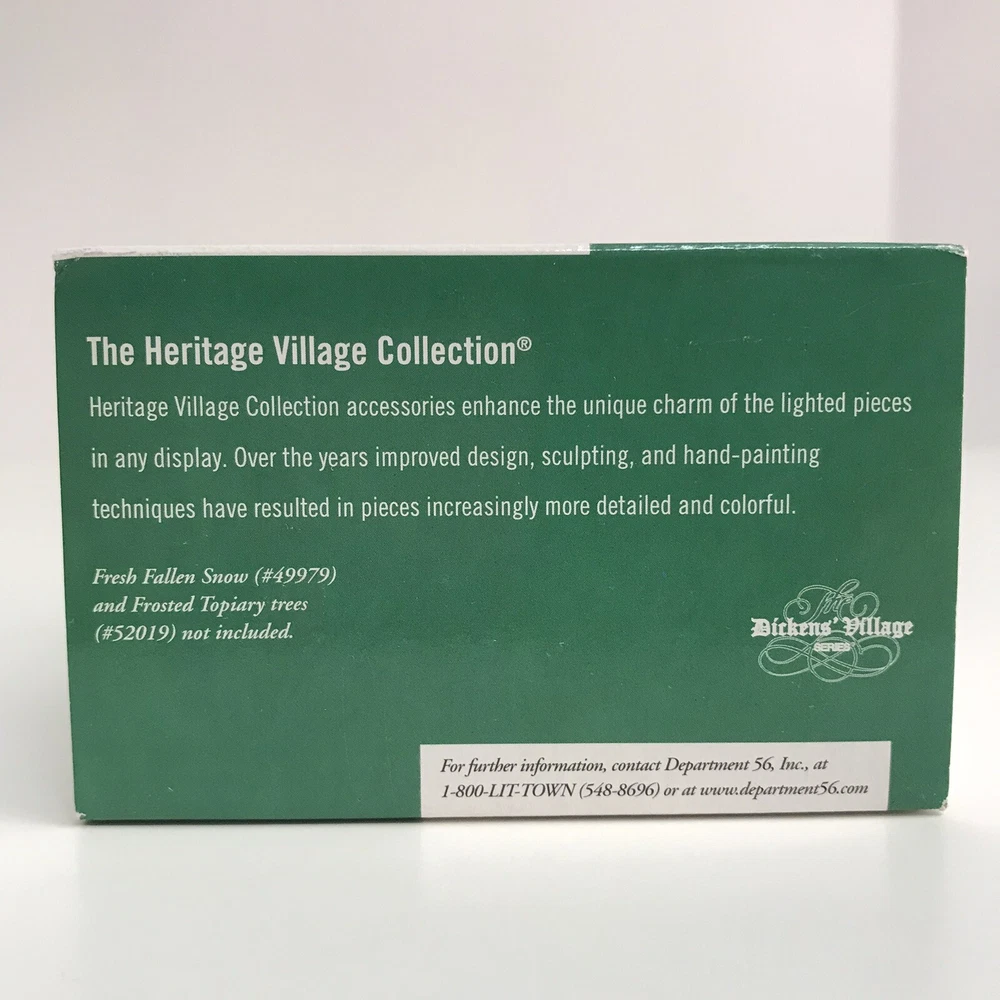 The Heritage Village Collection®
Heritage Village Collection accessories enhance the unique charm of the lighted pieces
in any display. Over the years improved design, sculpting, and hand-painting
techniques have resulted in pieces increasingly more detailed and colorful.
Fresh Fallen Snow (#49979)
and Frosted Topiary trees
(#52019) not included.
The
Dickens' Village
SERIES®
For further information, contact Department 56, Inc., at
1-800-LIT-TOWN (548-8696) or at www.department56.com